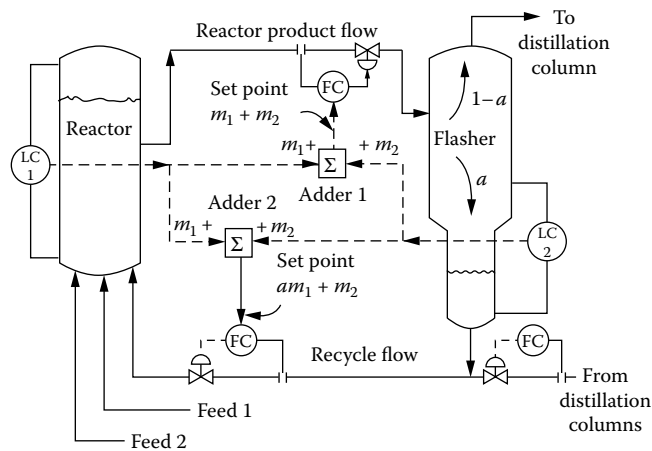 Reactor product flow
To
distillation
column
FC
Set point
m₁ + m₂
1–a
Reactor
Flasher
LC
1
m₁ +
+ m₂
Σ
a
Adder 1
Adder 2
m₁ +
+ m₂
Σ
LC
2
Set point
am₁ + m₂
FC
Recycle flow
FC
From
distillation
columns
Feed 1
Feed 2